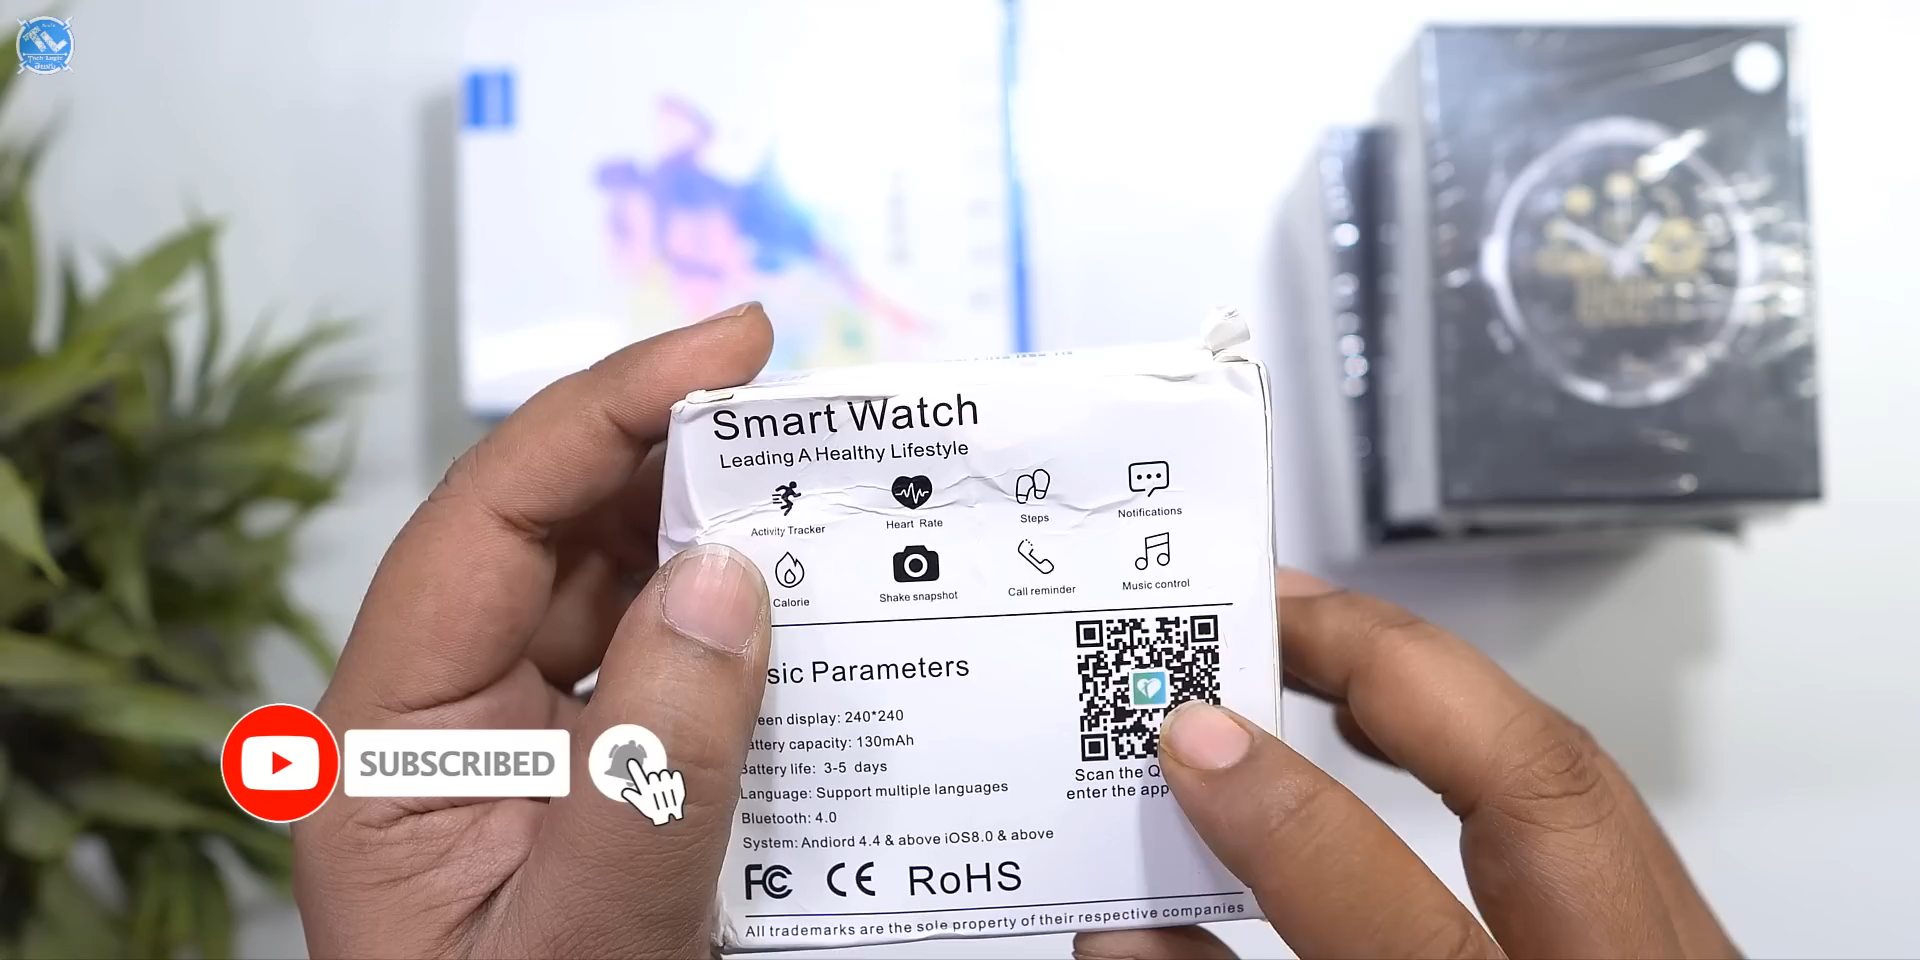 Tech Logic
తెలుగు
Smart Watch
Leading A Healthy Lifestyle
Activity Tracker
Heart Rate
Steps
Notifications
Calorie
Shake snapshot
Call reminder
Music control
sic Parameters
een display: 240*240
attery capacity: 130mAh
Battery life: 3-5 days
Language: Support multiple languages
Bluetooth: 4.0
System: Andiord 4.4 & above iOS8.0 & above
Scan the Q
enter the app
FC CE RoHS
All trademarks are the sole property of their respective companies
SUBSCRIBED